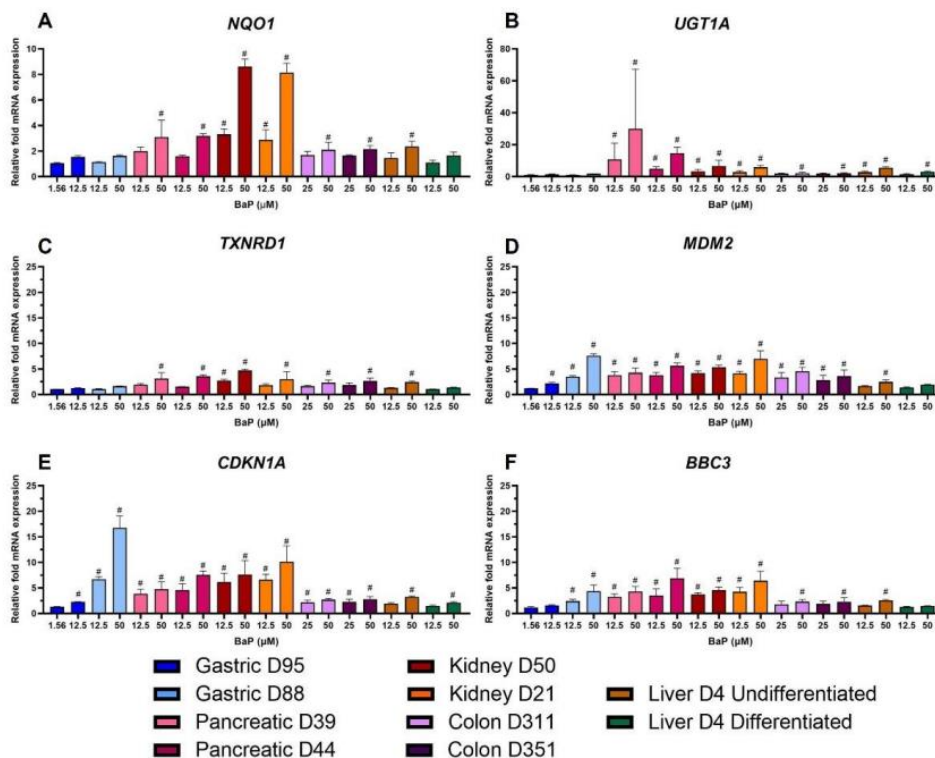 A
NQO1
Relative fold mRNA expression
10
8
6
4
2
0
# # # # # # # # #
1.56 12.5 12.5 50 12.5 50 12.5 50 12.5 50 12.5 50 25 50 25 50 12.5 50 12.5 50
BaP (µM)
B
UGT1A
Relative fold mRNA expression
80
60
40
20
0
# # # # # # # # # # # # #
1.56 12.5 12.5 50 12.5 50 12.5 50 12.5 50 12.5 50 25 50 25 50 12.5 50 12.5 50
BaP (µM)
C
TXNRD1
Relative fold mRNA expression
25
20
15
10
5
0
# # # # # # # #
1.56 12.5 12.5 50 12.5 50 12.5 50 12.5 50 12.5 50 25 50 25 50 12.5 50 12.5 50
BaP (µM)
D
MDM2
Relative fold mRNA expression
25
20
15
10
5
0
# # # # # # # # # # # # # # # #
1.56 12.5 12.5 50 12.5 50 12.5 50 12.5 50 12.5 50 25 50 25 50 12.5 50 12.5 50
BaP (µM)
E
CDKN1A
Relative fold mRNA expression
25
20
15
10
5
0
# # # # # # # # # # # # # # # # #
1.56 12.5 12.5 50 12.5 50 12.5 50 12.5 50 12.5 50 25 50 25 50 12.5 50 12.5 50
BaP (µM)
F
BBC3
Relative fold mRNA expression
25
20
15
10
5
0
# # # # # # # # # # # # #
1.56 12.5 12.5 50 12.5 50 12.5 50 12.5 50 12.5 50 25 50 25 50 12.5 50 12.5 50
BaP (µM)
Gastric D95
Gastric D88
Pancreatic D39
Pancreatic D44
Kidney D50
Kidney D21
Colon D311
Colon D351
Liver D4 Undifferentiated
Liver D4 Differentiated